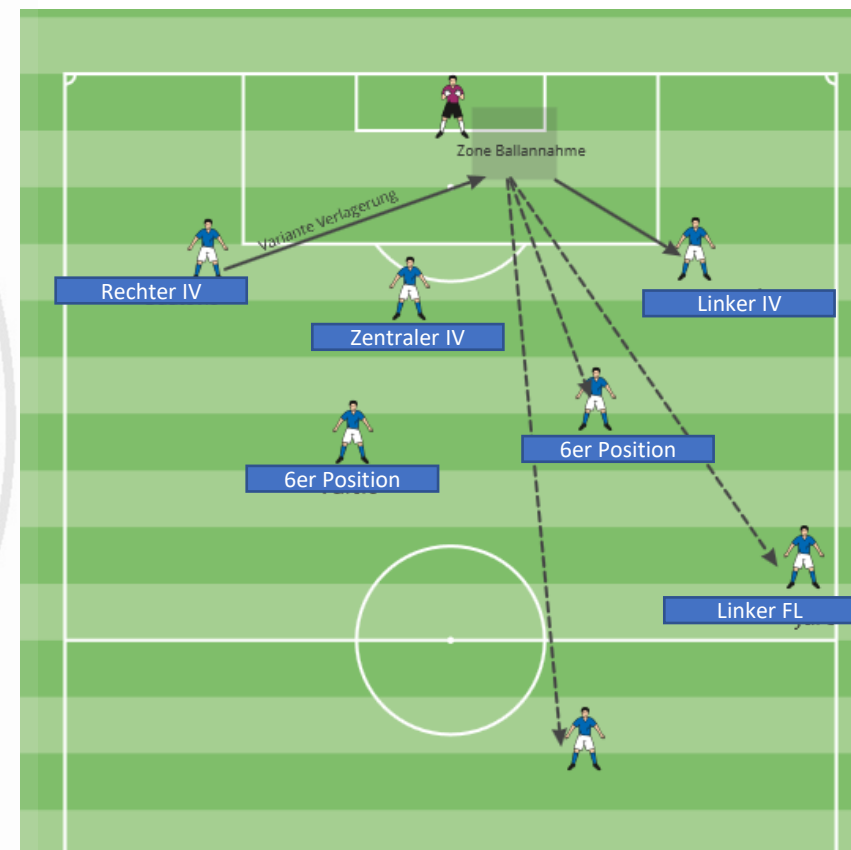 Zone Ballannahme
Variante Verlagerung
Rechter IV
Linker IV
Zentraler IV
6er Position
6er Position
Linker FL